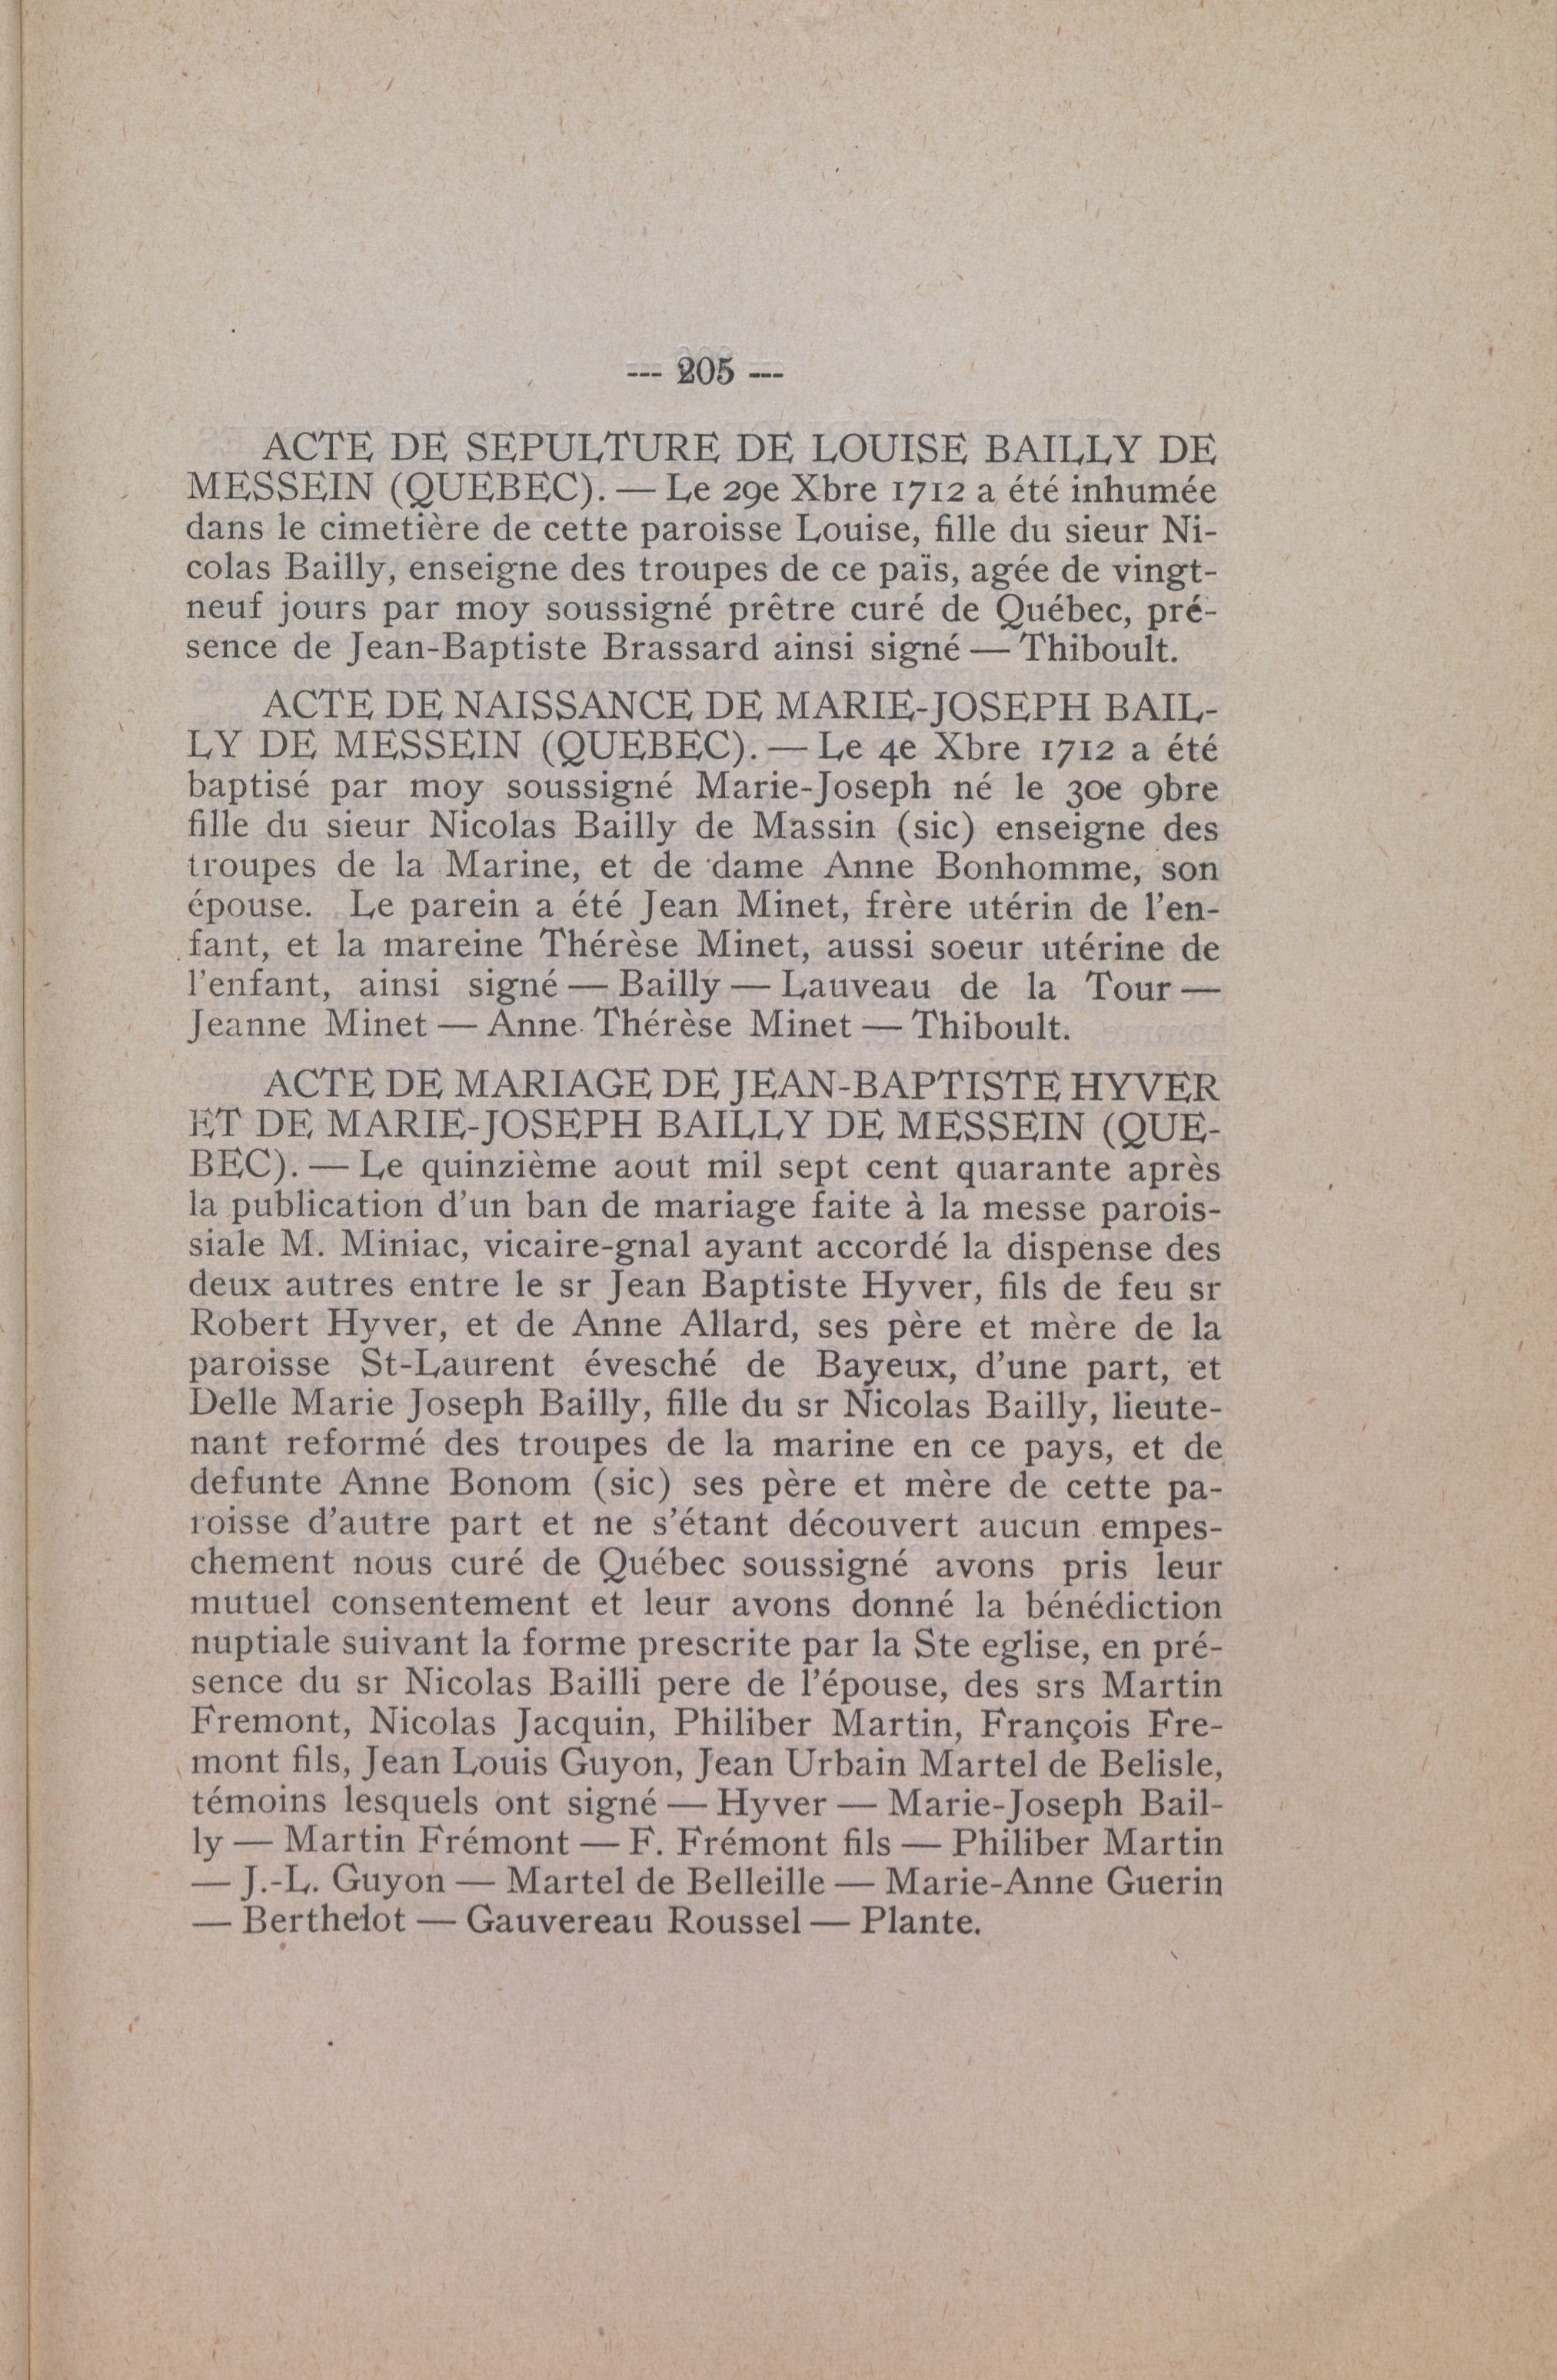 --- 205 ---
ACTE DE SEPULTURE DE LOUISE BAILLY DE
MESSEIN (QUEBEC). — Le 29e Xbre 1712 a été inhumée
dans le cimetière de cette paroisse Louise, fille du sieur Ni-
colas Bailly, enseigne des troupes de ce païs, agée de vingt-
neuf jours par moy soussigné prêtre curé de Québec, pré-
sence de Jean-Baptiste Brassard ainsi signé — Thiboult.
ACTE DE NAISSANCE DE MARIE-JOSEPH BAIL-
LY DE MESSEIN (QUEBEC). — Le 4e Xbre 1712 a été
baptisé par moy soussigné Marie-Joseph né le 30e 9bre
fille du sieur Nicolas Bailly de Massin (sic) enseigne des
troupes de la Marine, et de dame Anne Bonhomme, son
épouse. Le parein a été Jean Minet, frère utérin de l'en-
fant, et la mareine Thérèse Minet, aussi soeur utérine de
l'enfant, ainsi signé — Bailly — Lauveau de la Tour —
Jeanne Minet — Anne Thérèse Minet — Thiboult.
ACTE DE MARIAGE DE JEAN-BAPTISTE HYVER
ET DE MARIE-JOSEPH BAILLY DE MESSEIN (QUE-
BEC). — Le quinzième aout mil sept cent quarante après
la publication d'un ban de mariage faite à la messe parois-
siale M. Miniac, vicaire-gnal ayant accordé la dispense des
deux autres entre le sr Jean Baptiste Hyver, fils de feu sr
Robert Hyver, et de Anne Allard, ses père et mère de la
paroisse St-Laurent évesché de Bayeux, d'une part, et
Delle Marie Joseph Bailly, fille du sr Nicolas Bailly, lieute-
nant reformé des troupes de la marine en ce pays, et de
defunte Anne Bonom (sic) ses père et mère de cette pa-
roisse d'autre part et ne s'étant découvert aucun empes-
chement nous curé de Québec soussigné avons pris leur
mutuel consentement et leur avons donné la bénédiction
nuptiale suivant la forme prescrite par la Ste eglise, en pré-
sence du sr Nicolas Bailli pere de l'épouse, des srs Martin
Fremont, Nicolas Jacquin, Philiber Martin, François Fre-
mont fils, Jean Louis Guyon, Jean Urbain Martel de Belisle,
témoins lesquels ont signé — Hyver — Marie-Joseph Bail-
ly — Martin Frémont — F. Frémont fils — Philiber Martin
— J.-L. Guyon — Martel de Belleille — Marie-Anne Guerin
— Berthelot — Gauvereau Roussel — Plante.